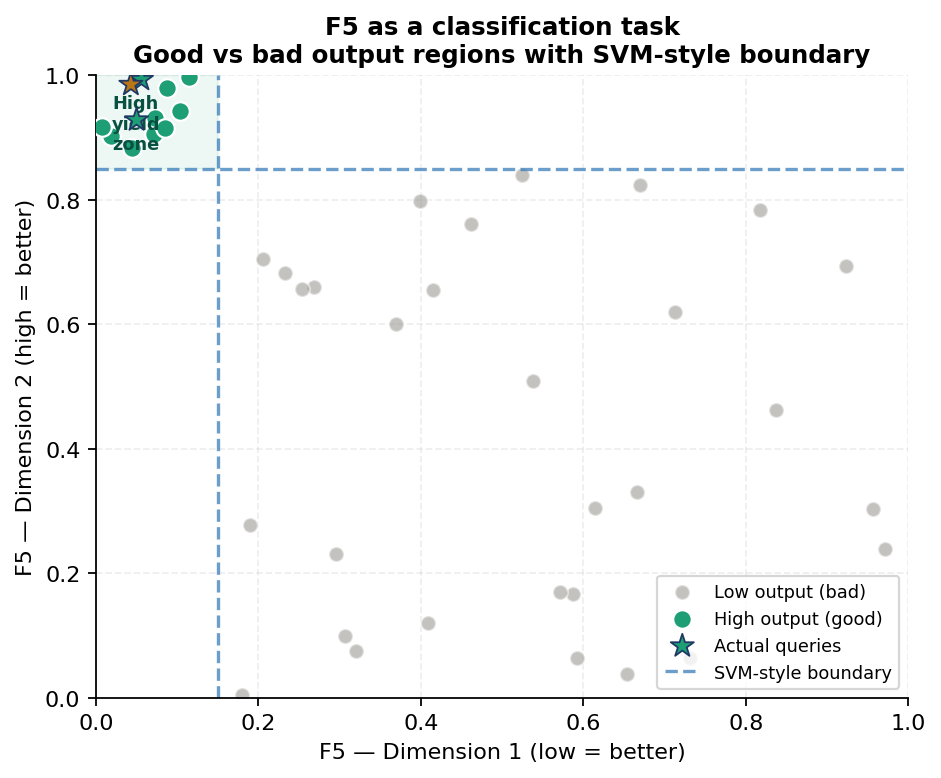 F5 as a classification task
Good vs bad output regions with SVM-style boundary
F5 — Dimension 2 (high = better)
1.0
0.8
0.6
0.4
0.2
0.0
High
yield
zone
Low output (bad)
High output (good)
Actual queries
SVM-style boundary
0.0 0.2 0.4 0.6 0.8 1.0
F5 — Dimension 1 (low = better)